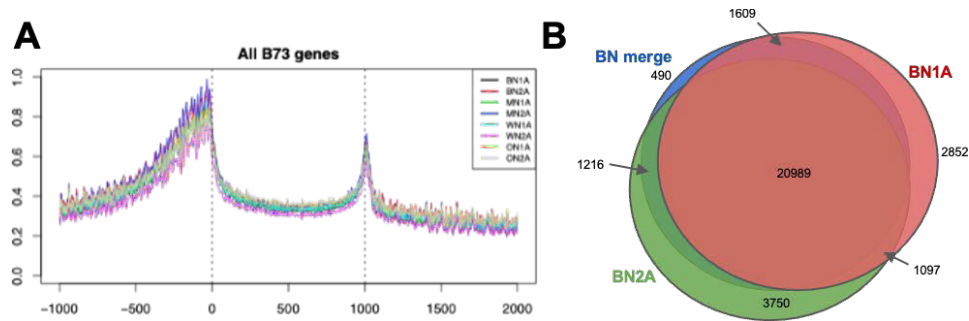 A
All B73 genes
1.0
0.8
0.6
0.4
0.2
0.0
-1000
-500
0
500
1000
1500
2000
BN1A
BN2A
MN1A
MN2A
WN1A
WN2A
ON1A
ON2A
B
1609
BN merge
490
BN1A
1216
20989
2852
BN2A
1097
3750